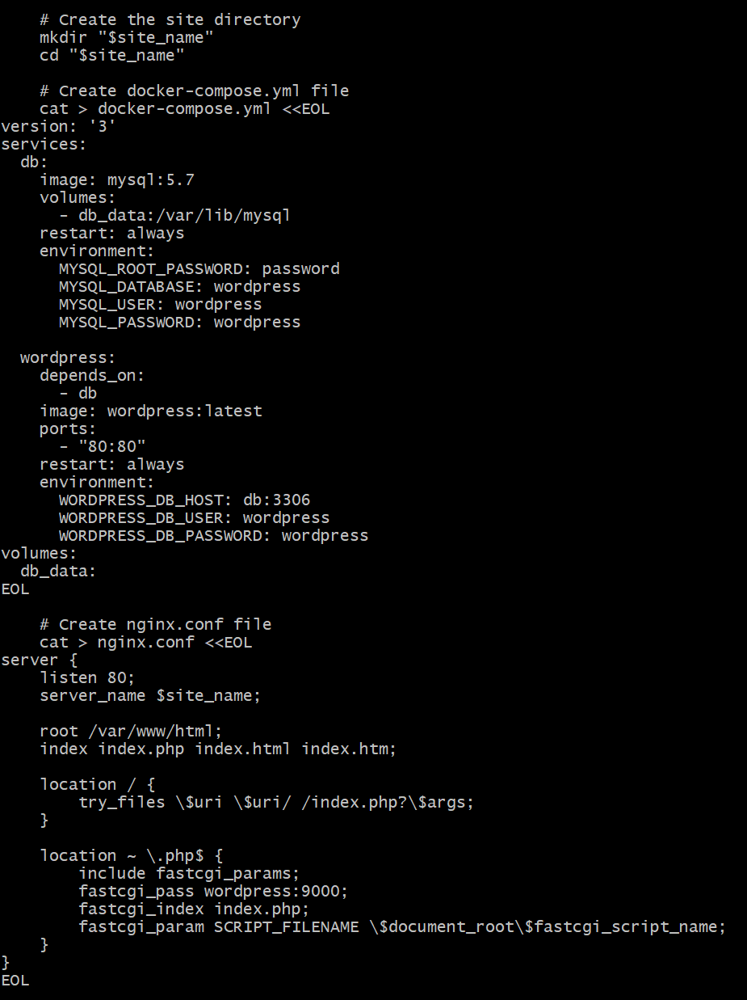 # Create the site directory
    mkdir "$site_name"
    cd "$site_name"

    # Create docker-compose.yml file
    cat > docker-compose.yml <<EOL
version: '3'
services:
  db:
    image: mysql:5.7
    volumes:
      - db_data:/var/lib/mysql
    restart: always
    environment:
      MYSQL_ROOT_PASSWORD: password
      MYSQL_DATABASE: wordpress
      MYSQL_USER: wordpress
      MYSQL_PASSWORD: wordpress

  wordpress:
    depends_on:
      - db
    image: wordpress:latest
    ports:
      - "80:80"
    restart: always
    environment:
      WORDPRESS_DB_HOST: db:3306
      WORDPRESS_DB_USER: wordpress
      WORDPRESS_DB_PASSWORD: wordpress
volumes:
  db_data:
EOL

    # Create nginx.conf file
    cat > nginx.conf <<EOL
server {
    listen 80;
    server_name $site_name;

    root /var/www/html;
    index index.php index.html index.htm;

    location / {
        try_files \$uri \$uri/ /index.php?\$args;
    }

    location ~ \.php$ {
        include fastcgi_params;
        fastcgi_pass wordpress:9000;
        fastcgi_index index.php;
        fastcgi_param SCRIPT_FILENAME \$document_root\$fastcgi_script_name;
    }
}
EOL